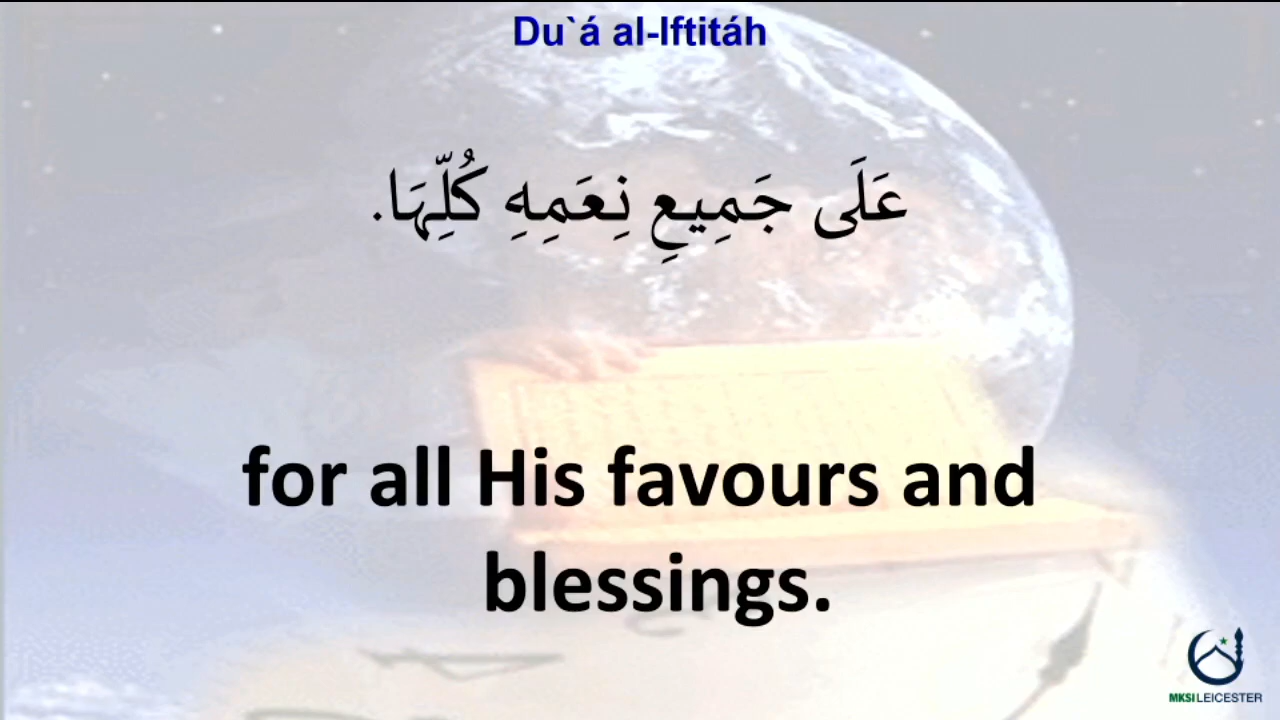 Du`á al-Iftitáh
عَلَى جَمِيعِ نِعَمِهِ كُلِّهَا.
for all His favours and
blessings.
MKSI LEICESTER